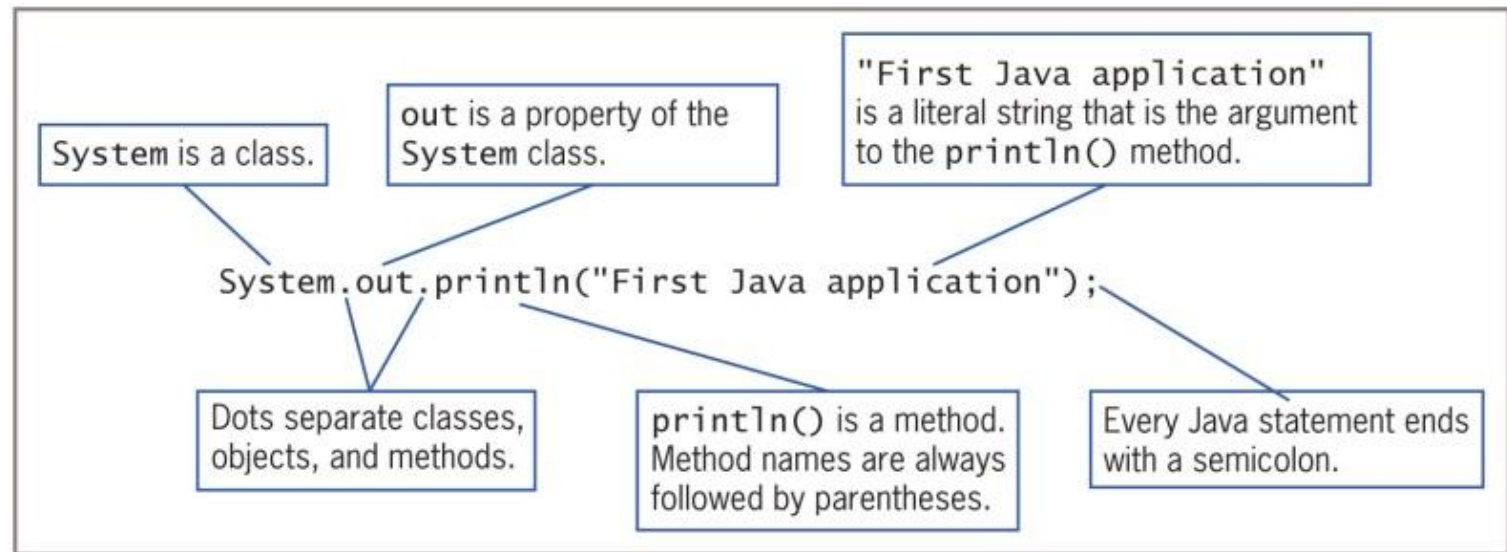 "First Java application"
is a literal string that is the argument
to the println() method.
out is a property of the
System class.
System is a class.
System.out.println("First Java application");
Dots separate classes,
objects, and methods.
println() is a method.
Method names are always
followed by parentheses.
Every Java statement ends
with a semicolon.